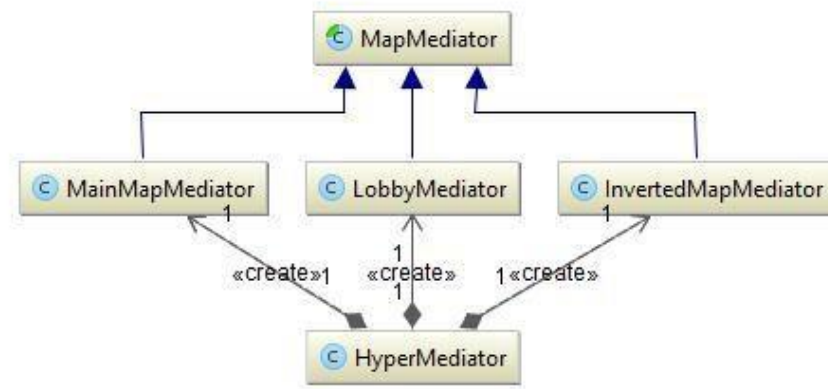 C MapMediator
C MainMapMediator
C LobbyMediator
C InvertedMapMediator
1
1
1
«create» 1
«create»
1 «create»
1
C HyperMediator